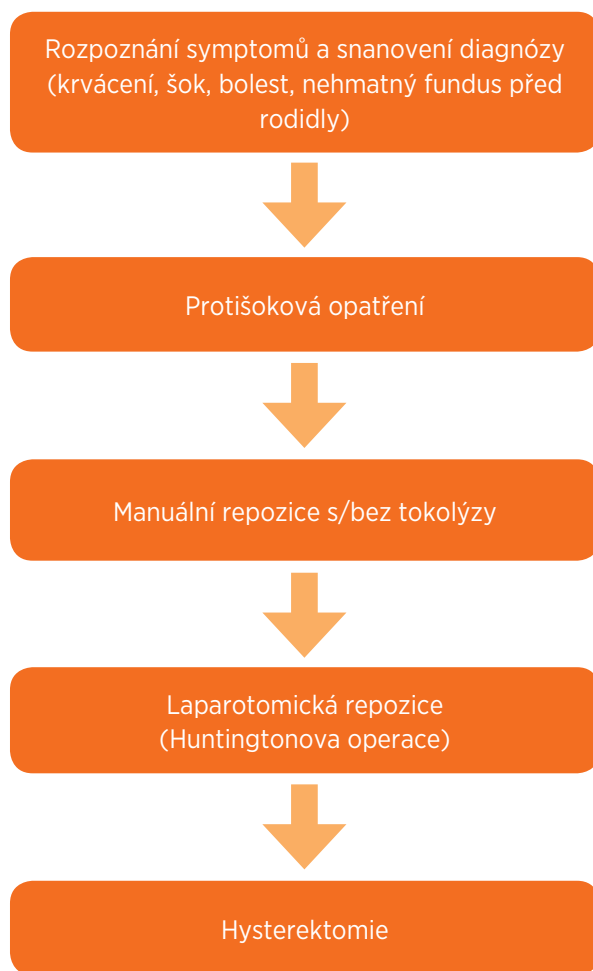 Rozpoznání symptomů a snanovení diagnózy
(krvácení, šok, bolest, nehmatný fundus před
rodidly)
Protišoková opatření
Manuální repozice s/bez tokolýzy
Laparotomická repozice
(Huntingtonova operace)
Hysterektomie